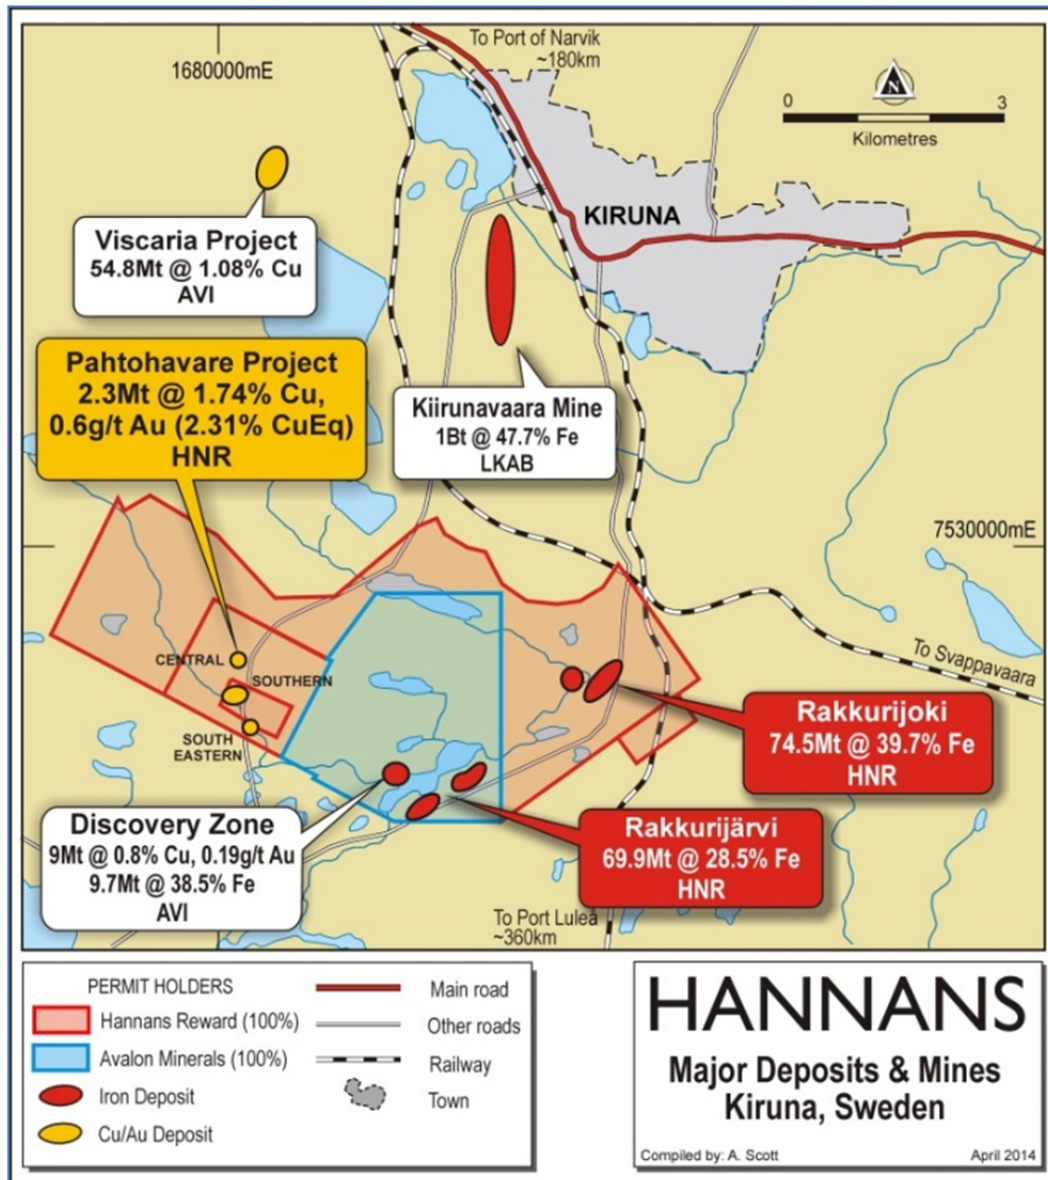 To Port of Narvik
~180km
1680000mE
N
0 3
Kilometres
KIRUNA
Viscaria Project
54.8Mt @ 1.08% Cu
AVI
Pahtohavare Project
2.3Mt @ 1.74% Cu,
0.6g/t Au (2.31% CuEq)
HNR
Kiirunavaara Mine
1Bt @ 47.7% Fe
LKAB
7530000mE
To Svappavaara
CENTRAL
SOUTHERN
SOUTH
EASTERN
Rakkurijoki
74.5Mt @ 39.7% Fe
HNR
Discovery Zone
9Mt @ 0.8% Cu, 0.19g/t Au
9.7Mt @ 38.5% Fe
AVI
Rakkurijärvi
69.9Mt @ 28.5% Fe
HNR
To Port Luleå
~360km
PERMIT HOLDERS
Hannans Reward (100%)
Avalon Minerals (100%)
Iron Deposit
Cu/Au Deposit
Main road
Other roads
Railway
Town
HANNANS
Major Deposits & Mines
Kiruna, Sweden
Compiled by: A. Scott April 2014